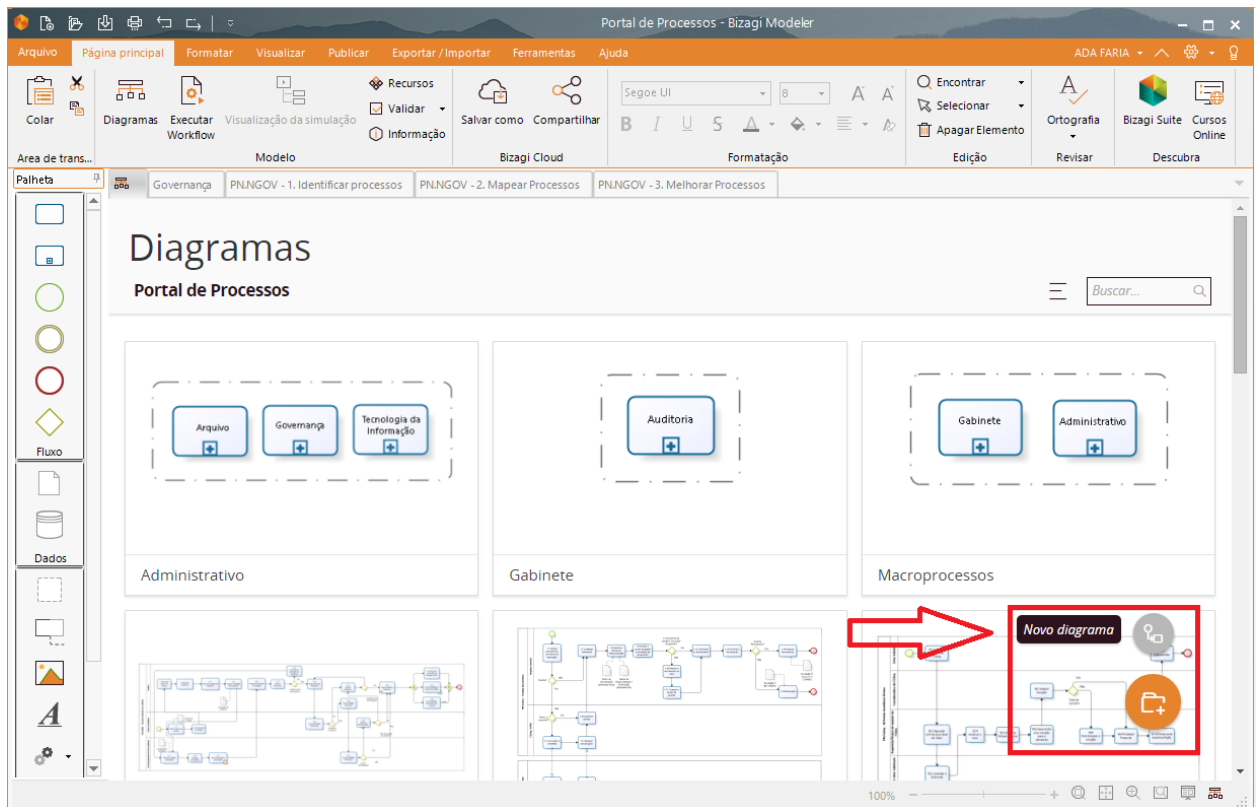 Portal de Processos - Bizagi Modeler
Arquivo
Página principal
Formatar
Visualizar
Publicar
Exportar / Importar
Ferramentas
Ajuda
ADA FARIA
Colar
Diagramas
Executar
Workflow
Visualização da simulação
Recursos
Validar
Informação
Salvar como
Compartilhar
Segoe UI
8
A
A
B I U S A
Encontrar
Selecionar
Apagar Elemento
Ortografia
Bizagi Suite
Cursos
Online
Area de trans...
Modelo
Bizagi Cloud
Formatação
Edição
Revisar
Descubra
Palheta
Governança
PN.NGOV - 1. Identificar processos
PN.NGOV - 2. Mapear Processos
PN.NGOV - 3. Melhorar Processos
Diagramas
Portal de Processos
Buscar...
Fluxo
Dados
A
Arquivo
Governança
Tecnologia da
Informação
Auditoria
Gabinete
Administrativo
Administrativo
Gabinete
Macroprocessos
Novo diagrama
100%